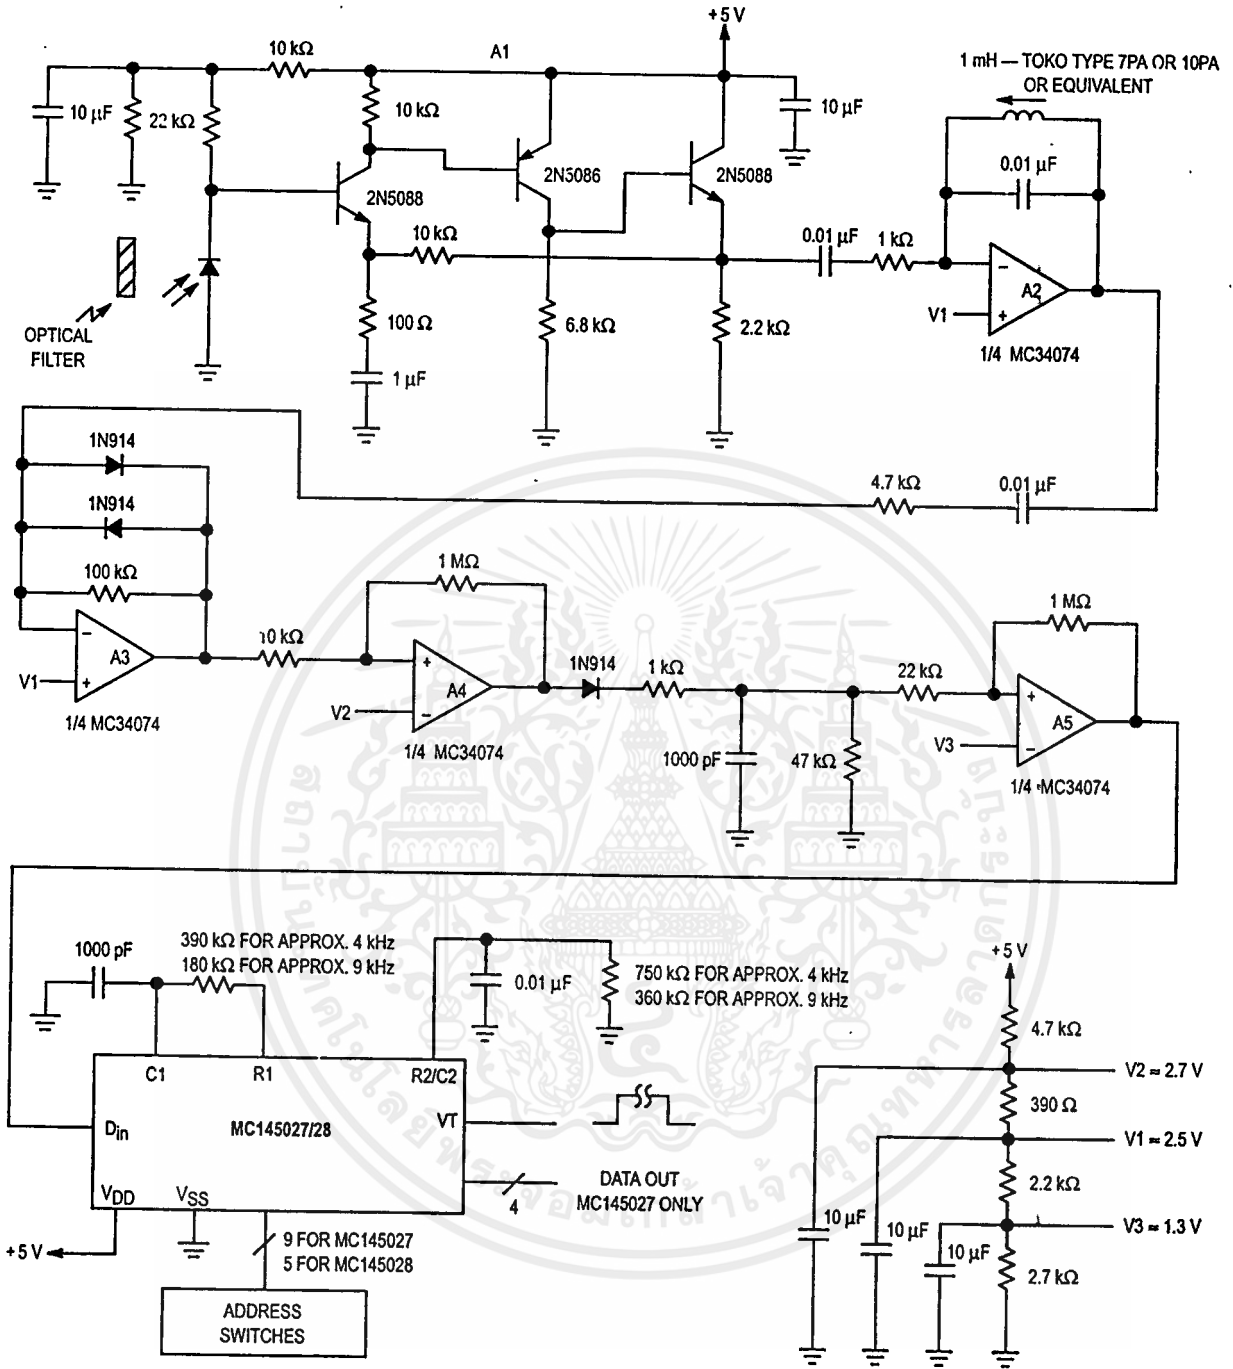 +5 V
10 kΩ
A1
1 mH — TOKO TYPE 7PA OR 10PA
OR EQUIVALENT
10 µF
22 kΩ
10 kΩ
10 µF
0.01 µF
2N5088
2N5086
2N5088
10 kΩ
0.01 µF
1 kΩ
OPTICAL
FILTER
100 Ω
6.8 kΩ
2.2 kΩ
1 µF
V1
−
+
A2
1/4 MC34074
1N914
4.7 kΩ
0.01 µF
1N914
100 kΩ
1 MΩ
1 MΩ
−
A3
V1
+
1/4 MC34074
10 kΩ
+
A4
V2
−
1/4 MC34074
1N914
1 kΩ
22 kΩ
+
A5
V3
−
1/4 MC34074
1000 pF
47 kΩ
1000 pF
390 kΩ FOR APPROX. 4 kHz
180 kΩ FOR APPROX. 9 kHz
0.01 µF
750 kΩ FOR APPROX. 4 kHz
360 kΩ FOR APPROX. 9 kHz
+5 V
4.7 kΩ
C1
R1
R2/C2
V2 ≈ 2.7 V
390 Ω
Din
MC145027/28
VT
V1 ≈ 2.5 V
DATA OUT
MC145027 ONLY
4
2.2 kΩ
VDD
VSS
10 µF
10 µF
10 µF
V3 ≈ 1.3 V
+5 V
9 FOR MC145027
5 FOR MC145028
2.7 kΩ
ADDRESS
SWITCHES